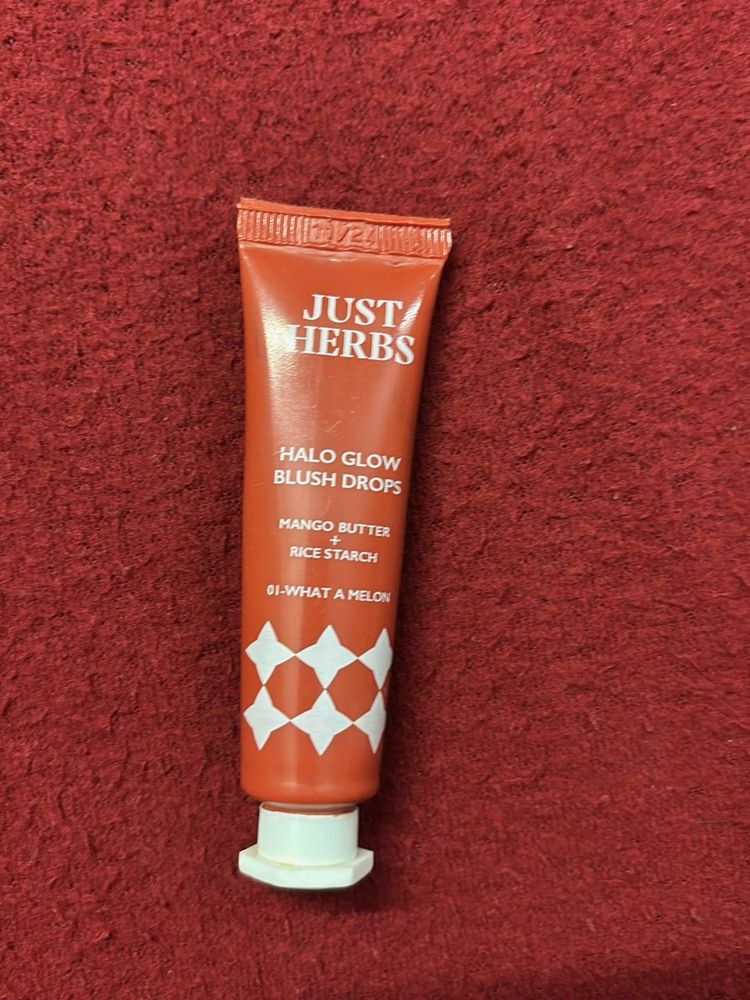 JUST
HERBS
HALO GLOW
BLUSH DROPS
MANGO BUTTER
+
RICE STARCH
01-WHAT A MELON!